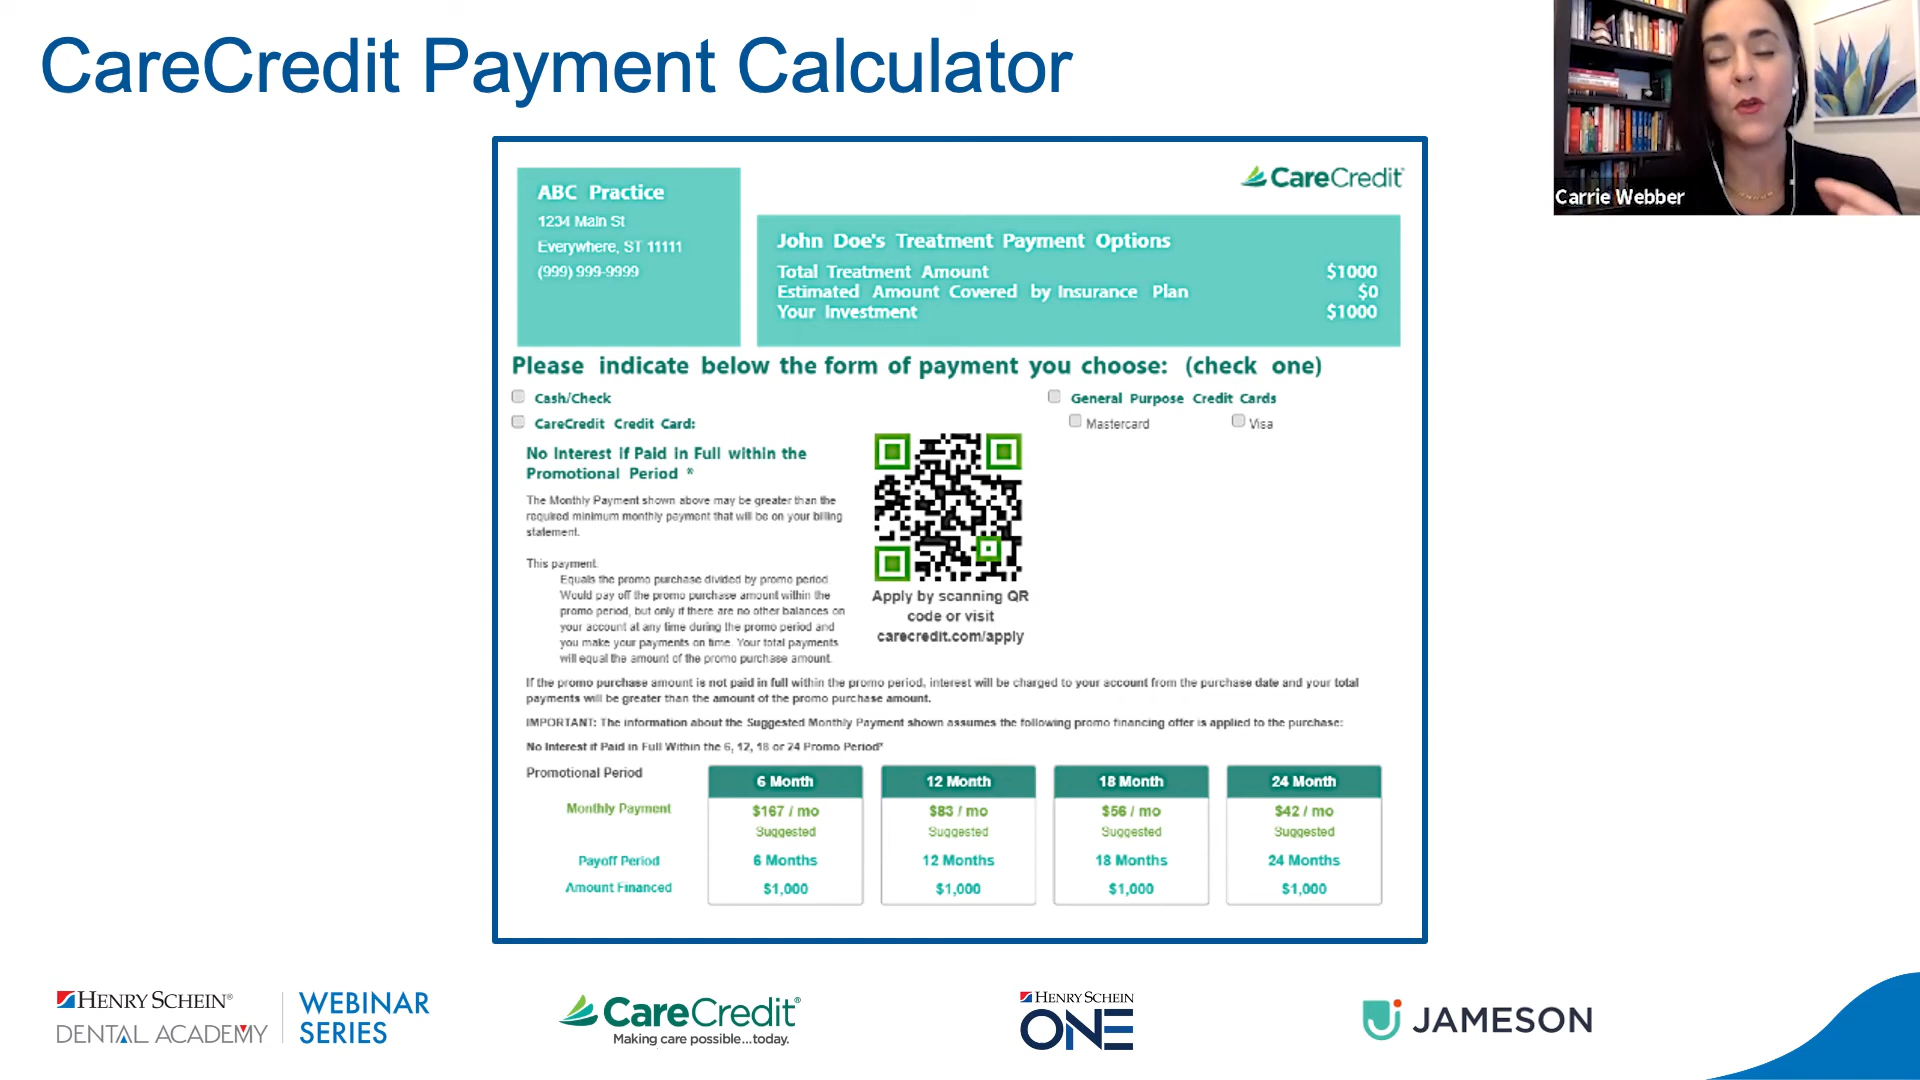 CareCredit Payment Calculator
Carrie Webber
ABC Practice
1234 Main St
Everywhere, ST 11111
(999) 999-9999
CareCredit
John Doe's Treatment Payment Options
Total Treatment Amount $1000
Estimated Amount Covered by Insurance Plan $0
Your Investment $1000
Please indicate below the form of payment you choose: (check one)
Cash/Check
General Purpose Credit Cards
CareCredit Credit Card:
Mastercard Visa
No Interest if Paid in Full within the
Promotional Period *
The Monthly Payment shown above may be greater than the
required minimum monthly payment that will be on your billing
statement.
This payment:
Equals the promo purchase divided by promo period
Would pay off the promo purchase amount within the
promo period, but only if there are no other balances on
your account at any time during the promo period and
you make your payments on time. Your total payments
will equal the amount of the promo purchase amount.
Apply by scanning QR
code or visit
carecredit.com/apply
If the promo purchase amount is not paid in full within the promo period, interest will be charged to your account from the purchase date and your total
payments will be greater than the amount of the promo purchase amount.
IMPORTANT: The information about the Suggested Monthly Payment shown assumes the following promo financing offer is applied to the purchase:
No Interest if Paid in Full Within the 6, 12, 18 or 24 Promo Period*
Promotional Period 6 Month 12 Month 18 Month 24 Month
Monthly Payment $167 / mo $83 / mo $56 / mo $42 / mo
Suggested Suggested Suggested Suggested
Payoff Period 6 Months 12 Months 18 Months 24 Months
Amount Financed $1,000 $1,000 $1,000 $1,000
HENRY SCHEIN®
DENTAL ACADEMY
WEBINAR
SERIES
CareCredit®
Making care possible...today.
HENRY SCHEIN
ONE
JAMESON